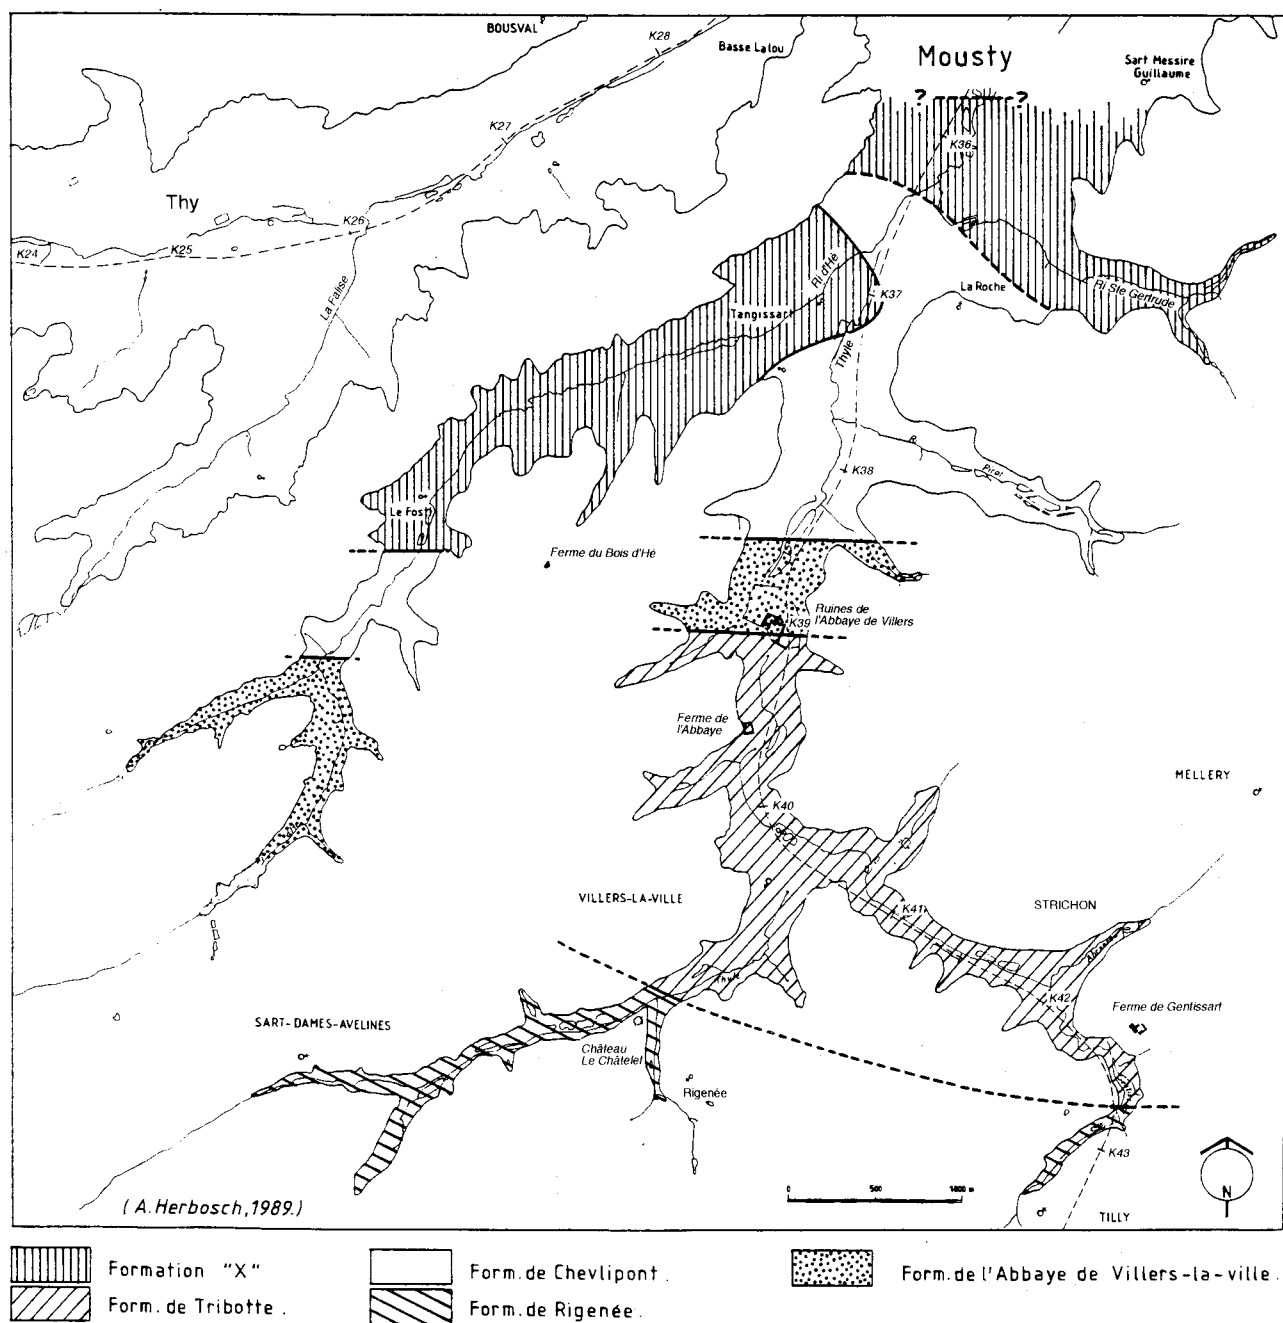 BOUSVAL
K28
Basse Lalou
Mousty
Sart Messire
Guillaume
? ?
K27
K36
Thy
K26
K25
K24
La Falise
Ri d'Hé
K37
La Roche
Ri Ste Gertrude
Tangissart
Thyle
K38
Pirol
Le Fosty
Ferme du Bois d'Hé
Ruines de
l'Abbaye de Villers
K39
Ferme de
l'Abbaye
MELLERY
K40
VILLERS-LA-VILLE
K41
STRICHON
Thyle
K42
Ferme de Gentissart
SART-DAMES-AVELINES
Château
Le Châtelet
Rigenée
K43
0 500 1000 m
N
TILLY
(A. Herbosch, 1989.)
Formation "X"
Form. de Chevlipont.
Form. de l'Abbaye de Villers-la-ville.
Form. de Tribotte.
Form. de Rigenée.